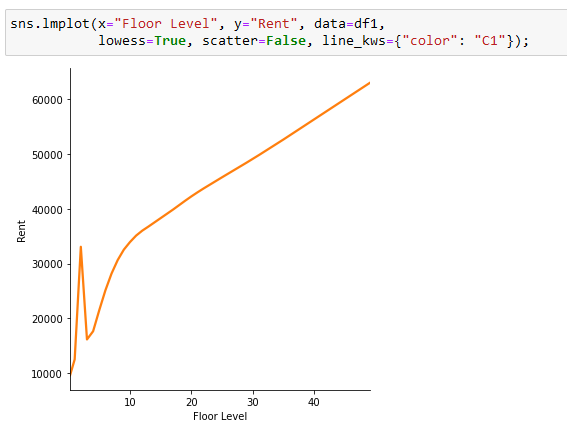 sns.lmplot(x="Floor Level", y="Rent", data=df1,
lowess=True, scatter=False, line_kws={"color": "C1"});
60000
50000
40000
30000
20000
10000
Rent
10 20 30 40
Floor Level